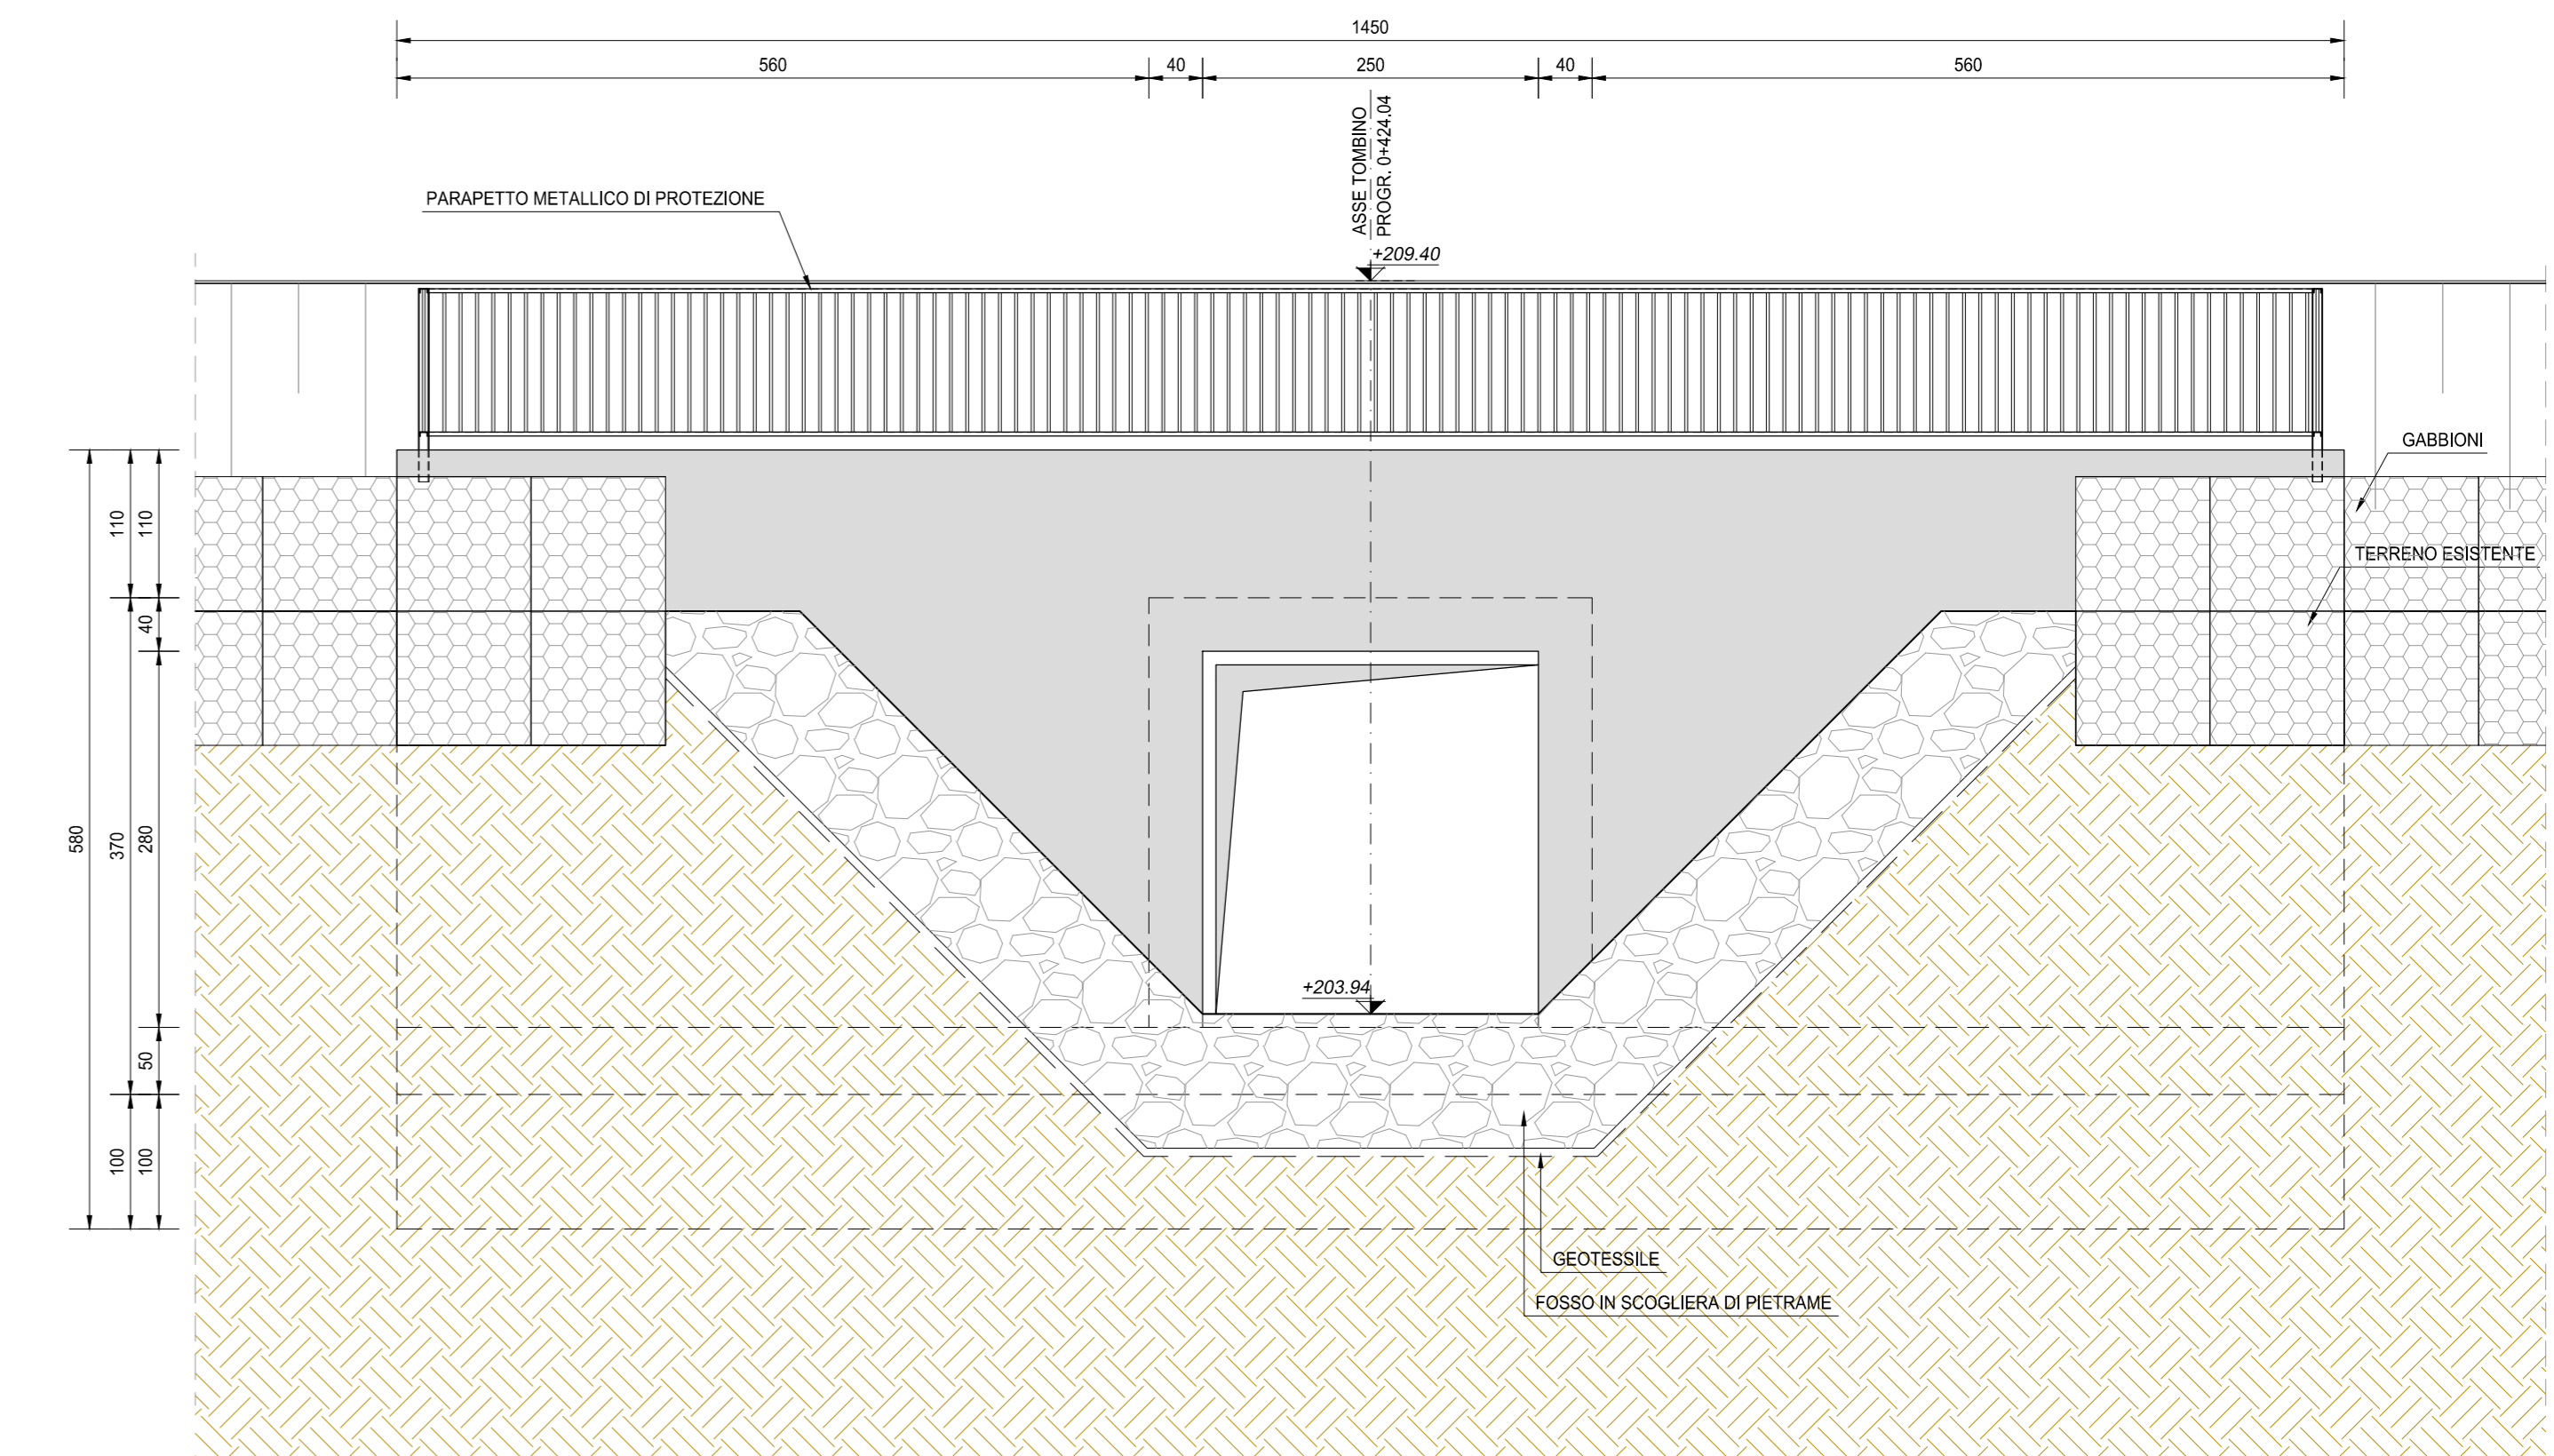 1450
560
40
250
40
560
ASSE TOMBINO
PROGR. 0+424.04
PARAPETTO METALLICO DI PROTEZIONE
+209.40
GABBIONI
TERRENO ESISTENTE
110
110
40
580
370
280
50
100
100
+203.94
GEOTESSILE
FOSSO IN SCOGLIERA DI PIETRAME